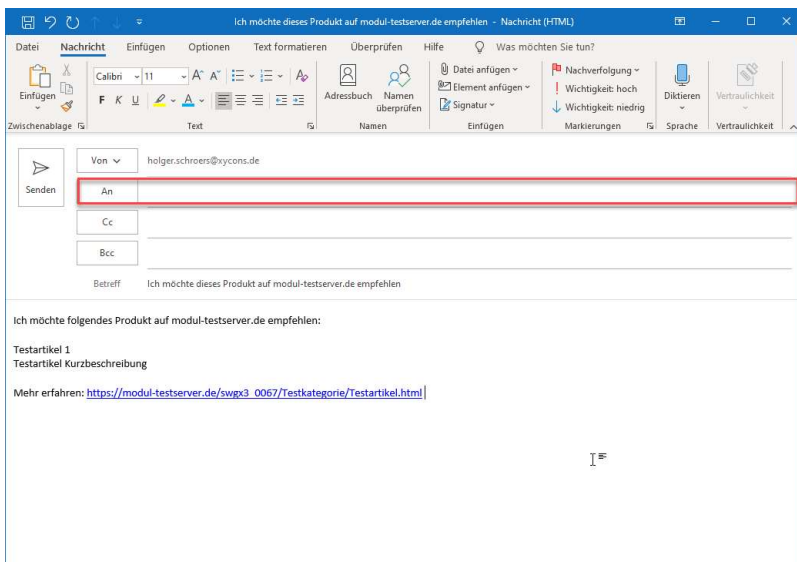 Ich möchte dieses Produkt auf modul-testserver.de empfehlen - Nachricht (HTML)
Datei Nachricht Einfügen Optionen Text formatieren Überprüfen Hilfe Was möchten Sie tun?
Einfügen
Calibri 11
F K U
Adressbuch
Namen überprüfen
Datei anfügen
Element anfügen
Signatur
Nachverfolgung
Wichtigkeit: hoch
Wichtigkeit: niedrig
Diktieren
Vertraulichkeit
Zwischenablage Text Namen Einfügen Markierungen Sprache Vertraulichkeit
Senden
Von holger.schroers@xycons.de
An
Cc
Bcc
Betreff Ich möchte dieses Produkt auf modul-testserver.de empfehlen
Ich möchte folgendes Produkt auf modul-testserver.de empfehlen:
Testartikel 1
Testartikel Kurzbeschreibung
Mehr erfahren: https://modul-testserver.de/swgx3_0067/Testkategorie/Testartikel.html